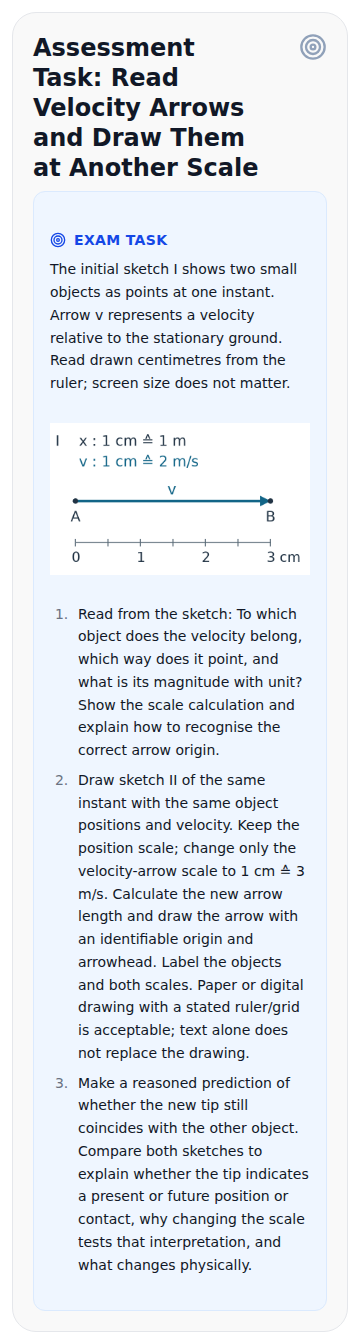 Assessment
Task: Read
Velocity Arrows
and Draw Them
at Another Scale
EXAM TASK
The initial sketch I shows two small
objects as points at one instant.
Arrow v represents a velocity
relative to the stationary ground.
Read drawn centimetres from the
ruler; screen size does not matter.
I x : 1 cm ≙ 1 m
v : 1 cm ≙ 2 m/s
v
A B
0 1 2 3 cm
1. Read from the sketch: To which
object does the velocity belong,
which way does it point, and
what is its magnitude with unit?
Show the scale calculation and
explain how to recognise the
correct arrow origin.
2. Draw sketch II of the same
instant with the same object
positions and velocity. Keep the
position scale; change only the
velocity-arrow scale to 1 cm ≙ 3
m/s. Calculate the new arrow
length and draw the arrow with
an identifiable origin and
arrowhead. Label the objects
and both scales. Paper or digital
drawing with a stated ruler/grid
is acceptable; text alone does
not replace the drawing.
3. Make a reasoned prediction of
whether the new tip still
coincides with the other object.
Compare both sketches to
explain whether the tip indicates
a present or future position or
contact, why changing the scale
tests that interpretation, and
what changes physically.